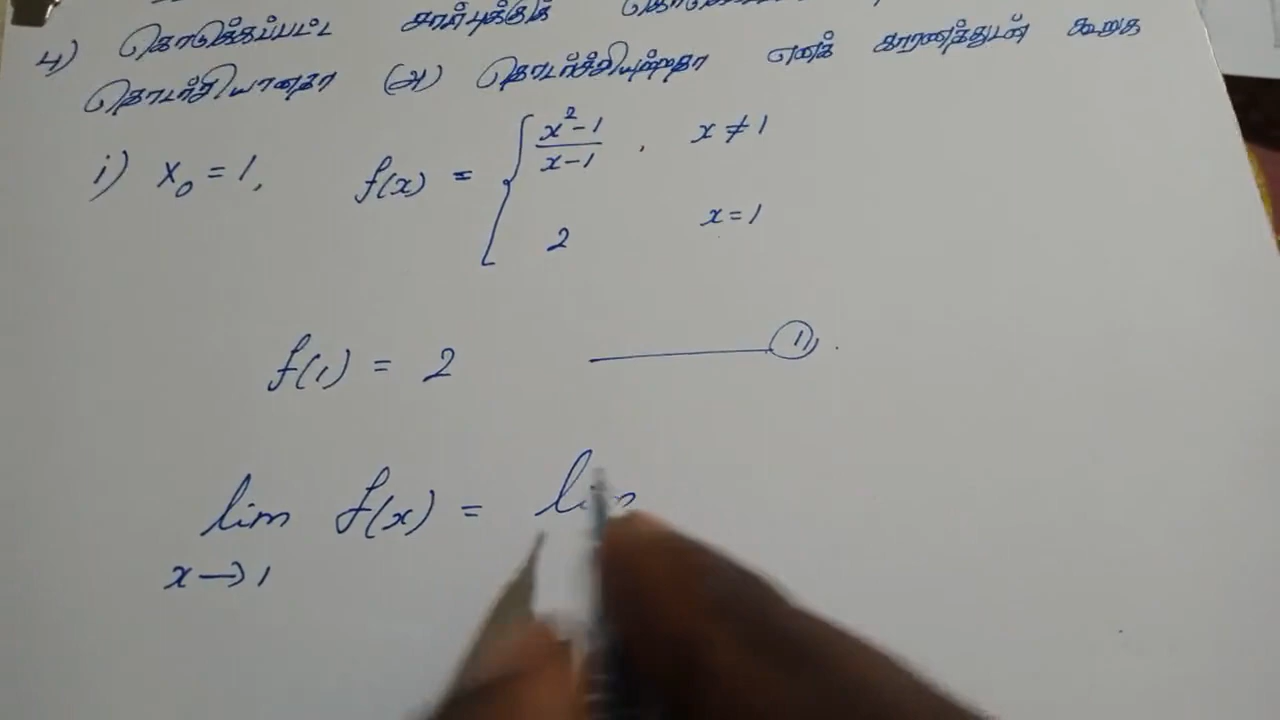 4) கொடுக்கப்பட்ட சார்புக்குக்
தொடர்ச்சியானதா (அ) தொடர்ச்சியற்றதா எனக் காரணத்துடன் கூறுக
i) x₀ = 1, f(x) = { (x²-1)/(x-1) , x ≠ 1
2 x = 1
f(1) = 2 ——— ①
lim f(x) = lim
x → 1